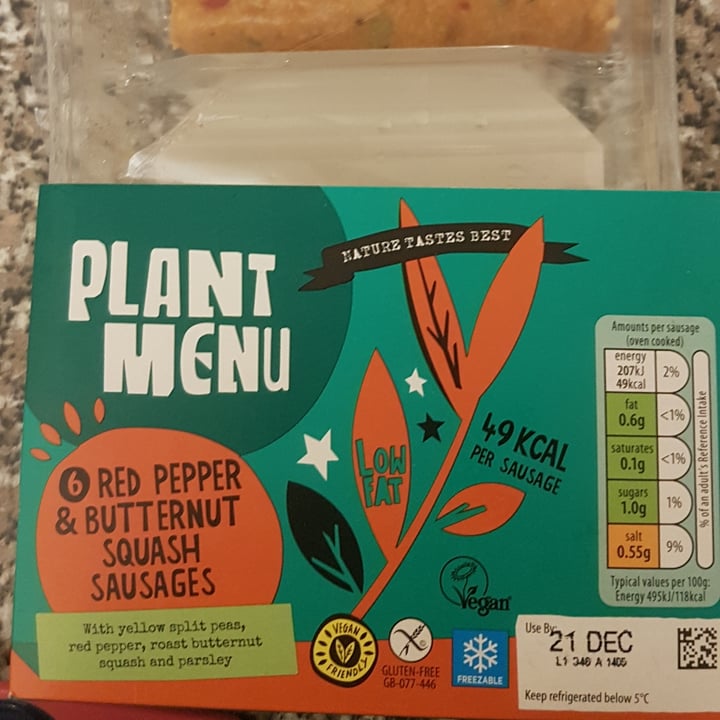 NATURE TASTES BEST
PLANT
MENU
6 RED PEPPER
& BUTTERNUT
SQUASH
SAUSAGES
With yellow split peas,
red pepper, roast butternut
squash and parsley
LOW
FAT
49 KCAL
PER SAUSAGE
Vegan
VEGAN
FRIENDLY
GLUTEN-FREE
GB-077-446
FREEZABLE
Amounts per sausage
(oven cooked)
energy
207kJ
49kcal
2%
fat
0.6g
<1%
saturates
0.1g
<1%
sugars
1.0g
1%
salt
0.55g
9%
% of an adult's Reference Intake
Typical values per 100g:
Energy 495kJ/118kcal
Use By:
21 DEC
L1 340 A 1405
Keep refrigerated below 5°C